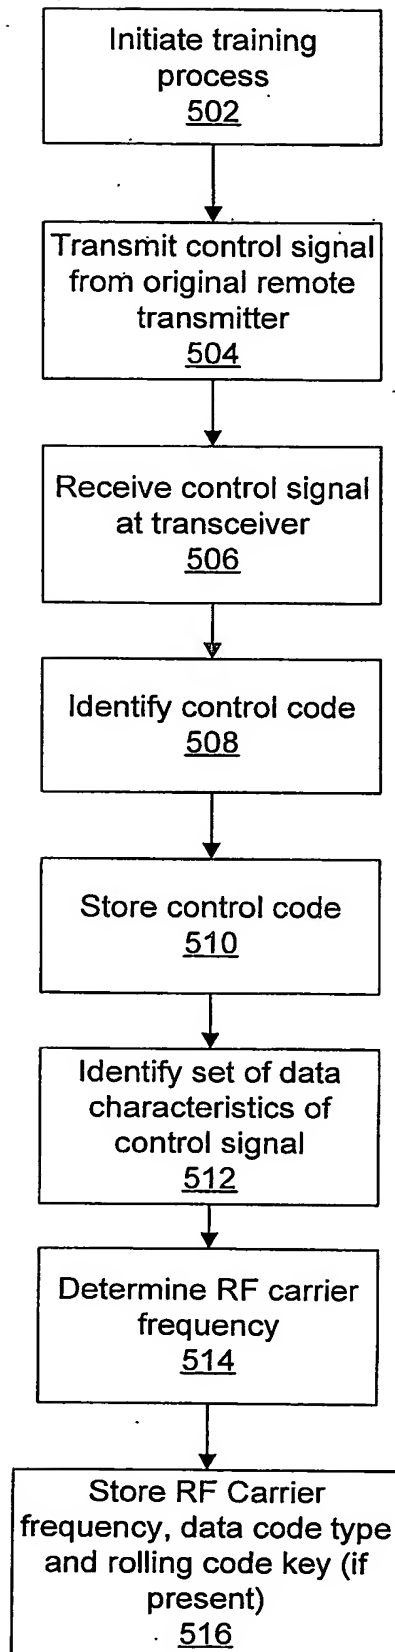 Initiate training
process
502
Transmit control signal
from original remote
transmitter
504
Receive control signal
at transceiver
506
Identify control code
508
Store control code
510
Identify set of data
characteristics of
control signal
512
Determine RF carrier
frequency
514
Store RF Carrier
frequency, data code type
and rolling code key (if
present)
516